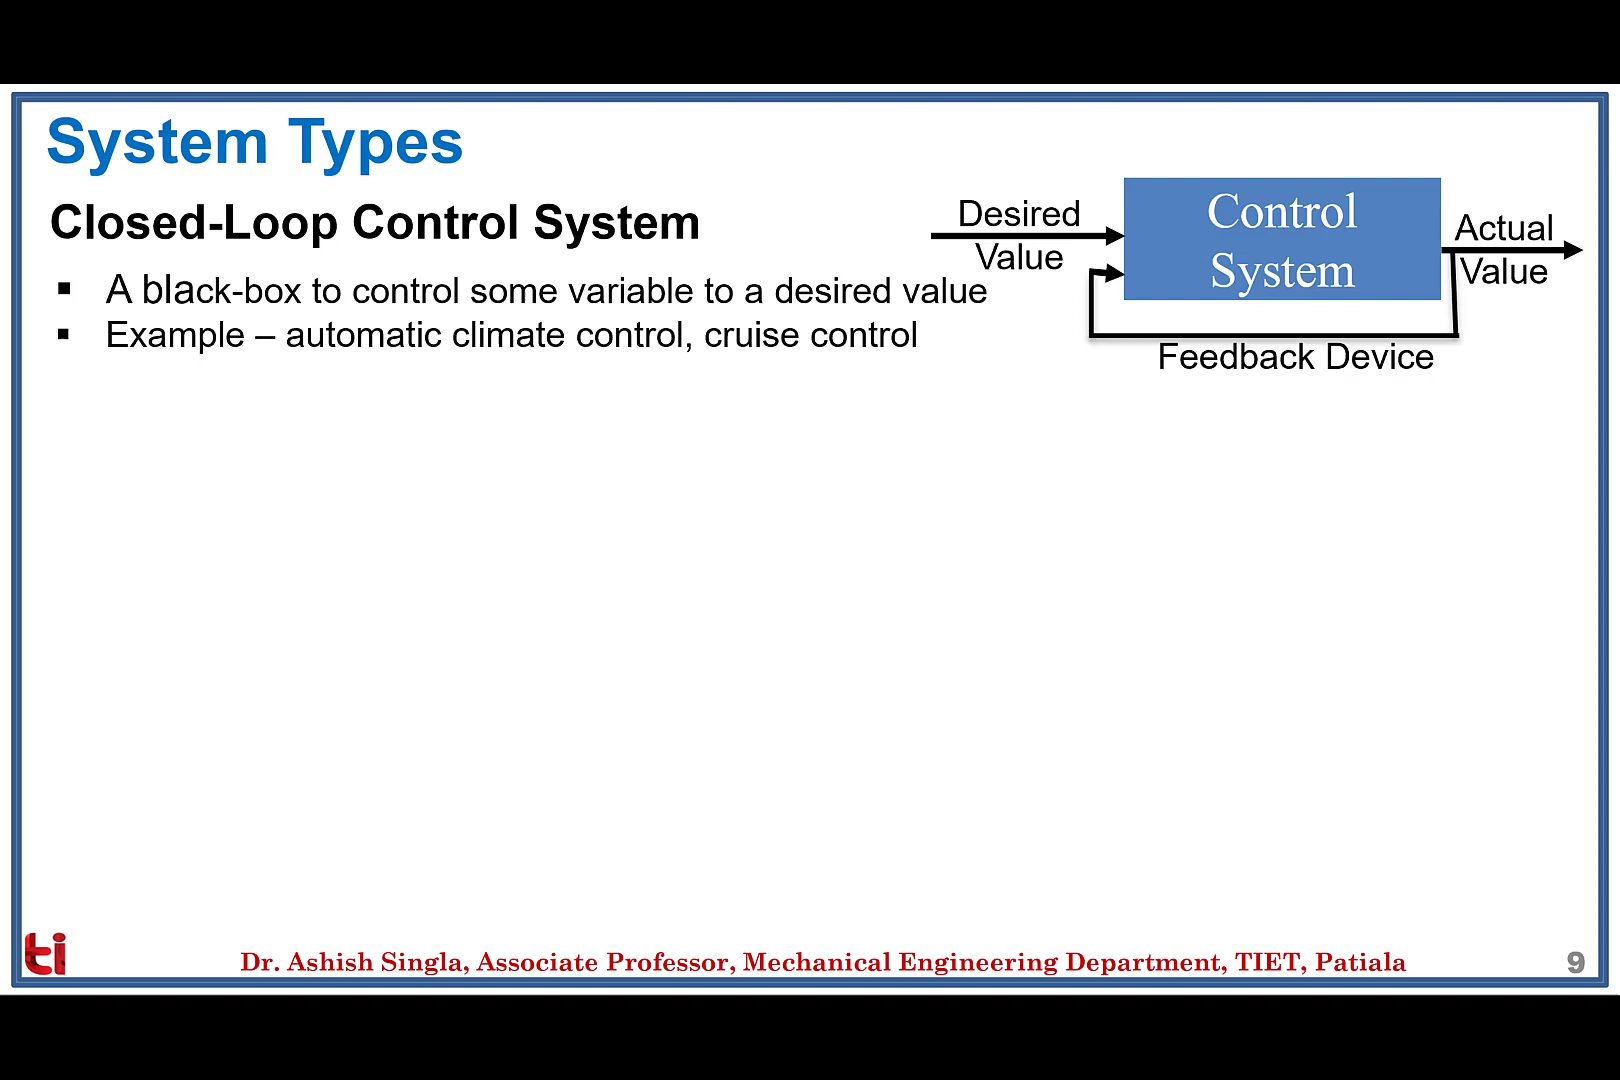 System Types
Closed-Loop Control System
▪ A black-box to control some variable to a desired value
▪ Example – automatic climate control, cruise control
Desired
Value
Control
System
Actual
Value
Feedback Device
ti
Dr. Ashish Singla, Associate Professor, Mechanical Engineering Department, TIET, Patiala
9